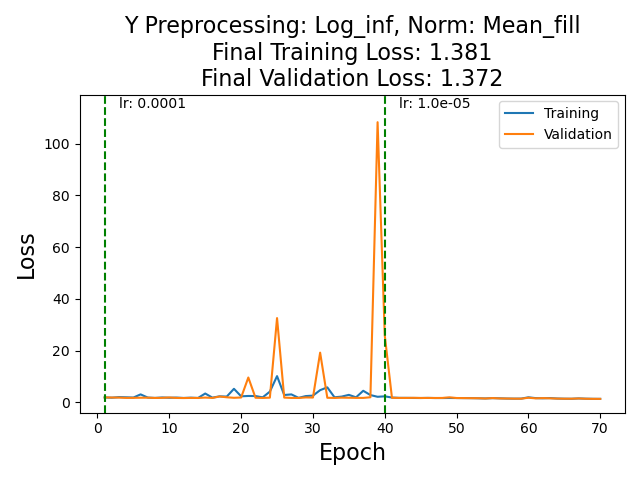 Y Preprocessing: Log_inf, Norm: Mean_fill
Final Training Loss: 1.381
Final Validation Loss: 1.372
lr: 0.0001
lr: 1.0e-05
Training
Validation
Loss
100
80
60
40
20
0
0 10 20 30 40 50 60 70
Epoch